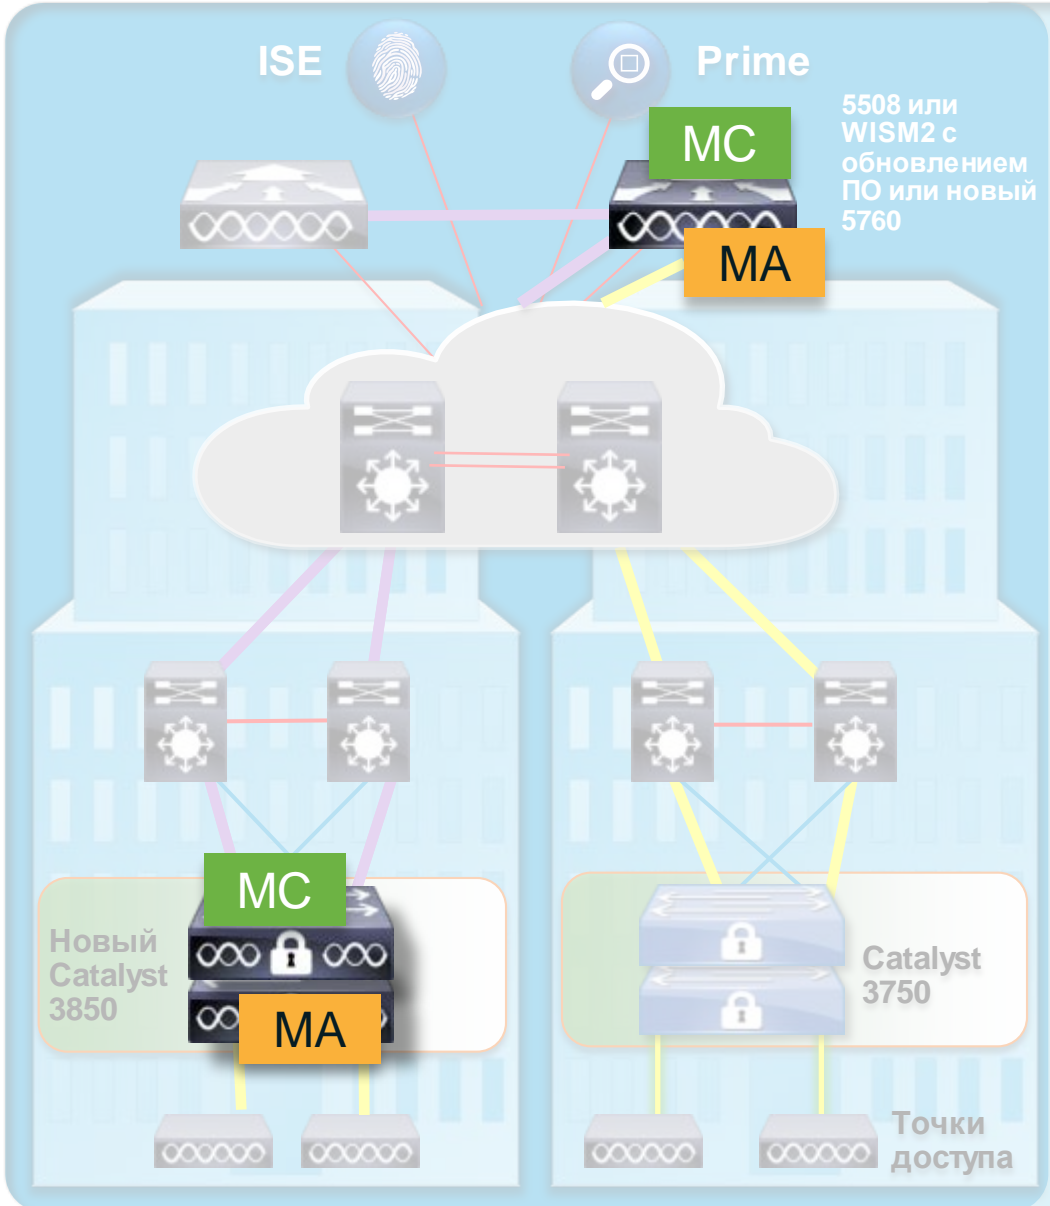 ISE
Prime
MC
5508 или
WISM2 с
обновлением
ПО или новый
5760
MA
MC
Новый
Catalyst
3850
MA
Catalyst
3750
Точки
доступа